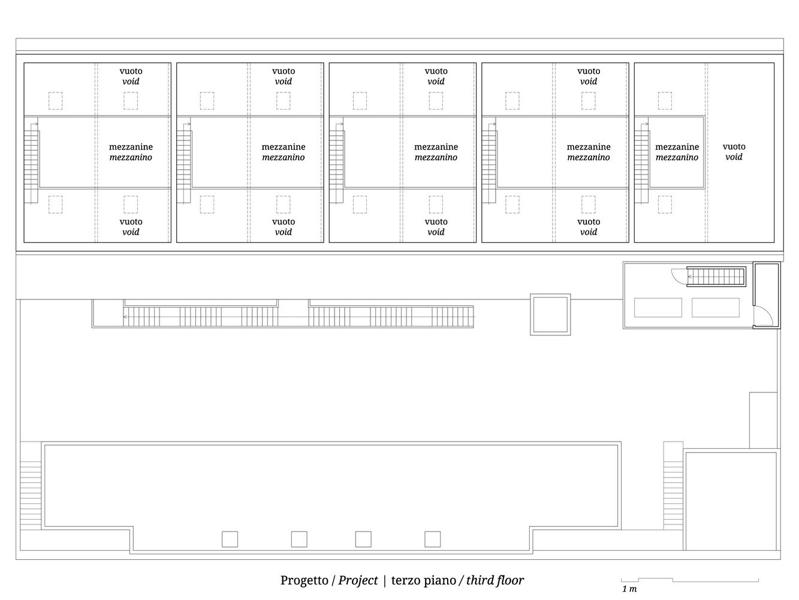 vuoto
void
vuoto
void
vuoto
void
vuoto
void
mezzanine
mezzanino
mezzanine
mezzanino
mezzanine
mezzanino
mezzanine
mezzanino
mezzanine
mezzanino
vuoto
void
vuoto
void
vuoto
void
vuoto
void
vuoto
void
Progetto / Project | terzo piano / third floor
1 m